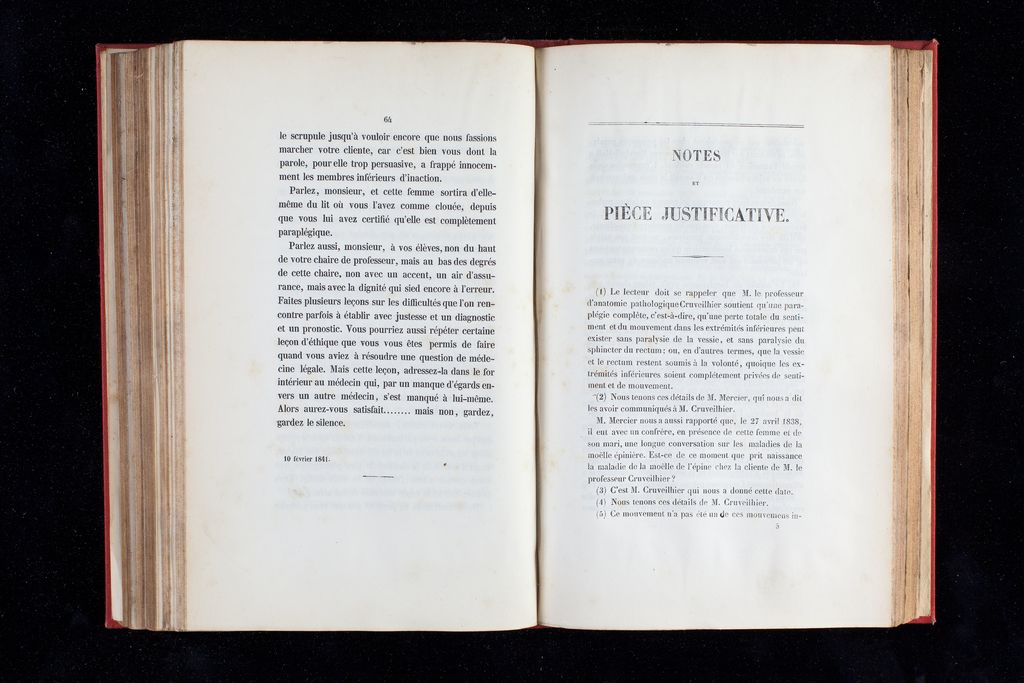 64
le scrupule jusqu'à vouloir encore que nous fassions
marcher votre cliente, car c'est bien vous dont la
parole, pour elle trop persuasive, a frappé innocem-
ment les membres inférieurs d'inaction.
Parlez, monsieur, et cette femme sortira d'elle-
même du lit où vous l'avez comme clouée, depuis
que vous lui avez certifié qu'elle est complètement
paraplégique.
Parlez aussi, monsieur, à vos élèves, non du haut
de votre chaire de professeur, mais au bas des degrés
de cette chaire, non avec un accent, un air d'assu-
rance, mais avec la dignité qui sied encore à l'erreur.
Faites plusieurs leçons sur les difficultés que l'on ren-
contre parfois à établir avec justesse et un diagnostic
et un pronostic. Vous pourriez aussi répéter certaine
leçon d'éthique que vous vous êtes permis de faire
quand vous aviez à résoudre une question de méde-
cine légale. Mais cette leçon, adressez-la dans le for
intérieur au médecin qui, par un manque d'égards en-
vers un autre médecin, s'est manqué à lui-même.
Alors aurez-vous satisfait........ mais non, gardez,
gardez le silence.
10 février 1841.
NOTES
ET
PIÈCE JUSTIFICATIVE.
(1) Le lecteur doit se rappeler que M. le professeur
d'anatomie pathologique Cruveilhier soutient qu'une para-
plégie complète, c'est-à-dire, qu'une perte totale du senti-
ment et du mouvement dans les extrémités inférieures peut
exister sans paralysie de la vessie, et sans paralysie du
sphincter du rectum; ou, en d'autres termes, que la vessie
et le rectum restent soumis à la volonté, quoique les ex-
trémités inférieures soient complétement privées de senti-
ment et de mouvement.
(2) Nous tenons ces détails de M. Mercier, qui nous a dit
les avoir communiqués à M. Cruveilhier.
M. Mercier nous a aussi rapporté que, le 27 avril 1838,
il eut avec un confrère, en présence de cette femme et de
son mari, une longue conversation sur les maladies de la
moëlle épinière. Est-ce de ce moment que prit naissance
la maladie de la moëlle de l'épine chez la cliente de M. le
professeur Cruveilhier?
(3) C'est M. Cruveilhier qui nous a donné cette date.
(4) Nous tenons ces détails de M. Cruveilhier.
(5) Ce mouvement n'a pas été un de ces mouvemens in-
5